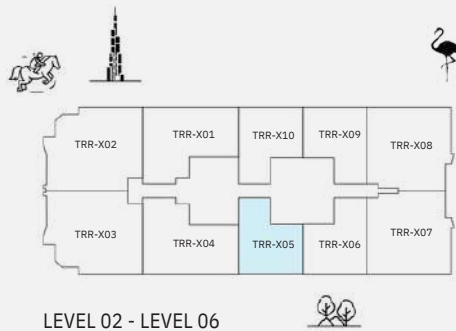 TRR-X02
TRR-X01
TRR-X10
TRR-X09
TRR-X08
TRR-X03
TRR-X04
TRR-X05
TRR-X06
TRR-X07
LEVEL 02 - LEVEL 06